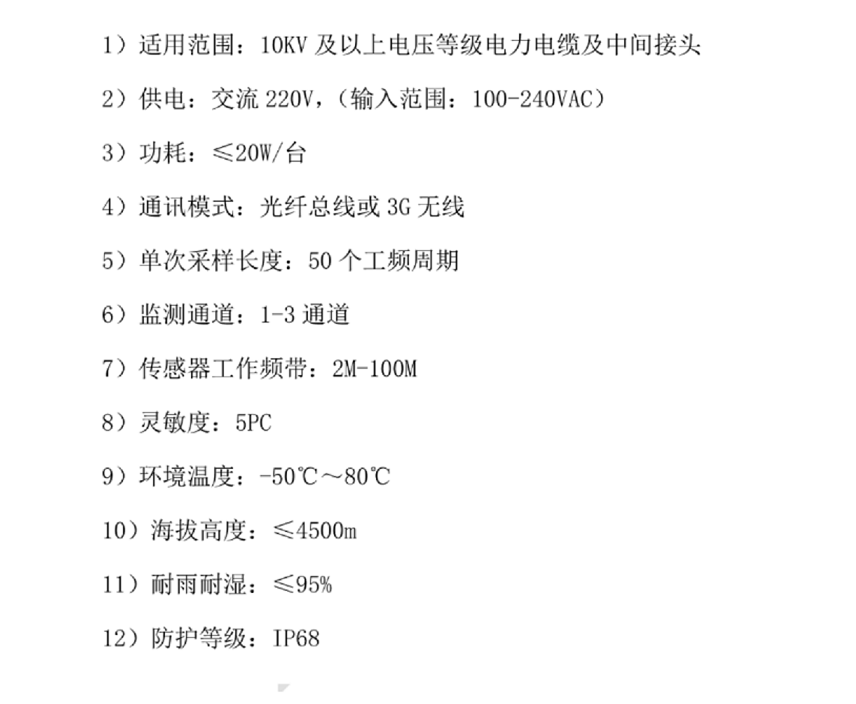 1）适用范围：10KV 及以上电压等级电力电缆及中间接头
2）供电：交流 220V，（输入范围：100-240VAC）
3）功耗：≤20W/台
4）通讯模式：光纤总线或 3G 无线
5）单次采样长度：50 个工频周期
6）监测通道：1-3 通道
7）传感器工作频带：2M-100M
8）灵敏度：5PC
9）环境温度：-50℃～80℃
10）海拔高度：≤4500m
11）耐雨耐湿：≤95%
12）防护等级：IP68